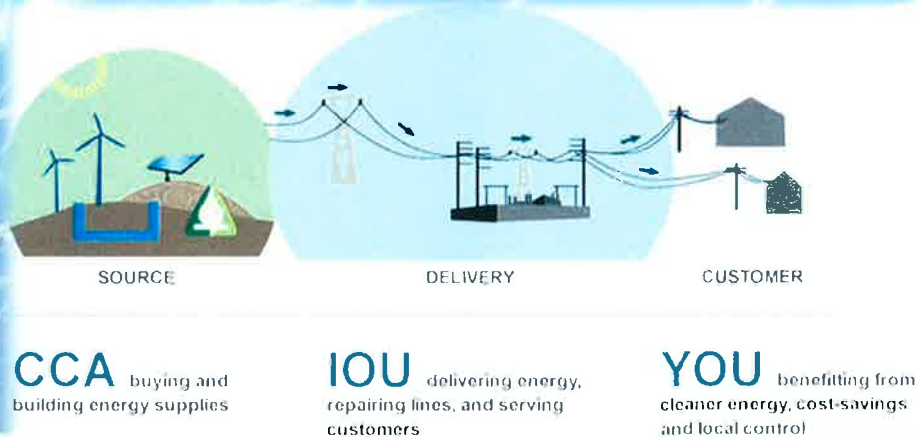 SOURCE
DELIVERY
CUSTOMER
CCA buying and
building energy supplies
IOU delivering energy,
repairing lines, and serving
customers
YOU benefitting from
cleaner energy, cost-savings
and local control